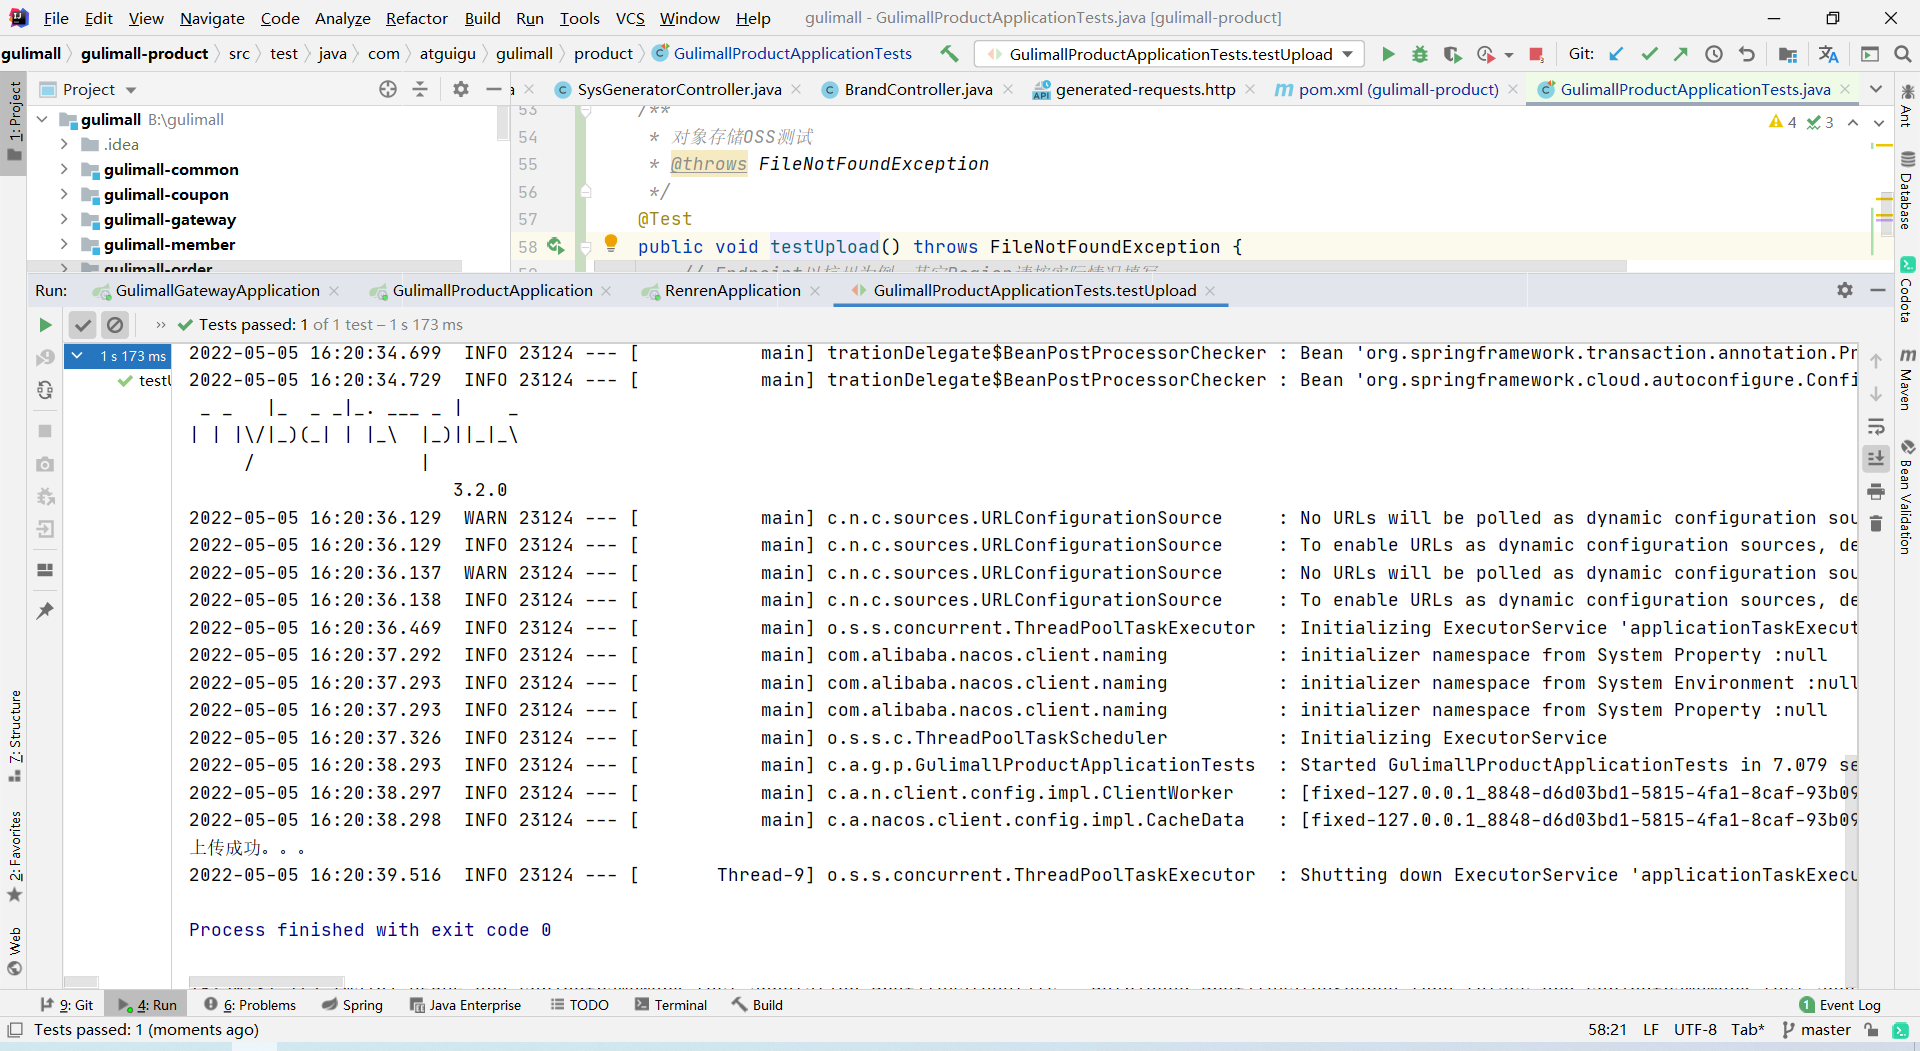 File Edit View Navigate Code Analyze Refactor Build Run Tools VCS Window Help gulimall - GulimallProductApplicationTests.java [gulimall-product]
gulimall gulimall-product src test java com atguigu gulimall product GulimallProductApplicationTests GulimallProductApplicationTests.testUpload Git:
Project SysGeneratorController.java BrandController.java generated-requests.http pom.xml (gulimall-product) GulimallProductApplicationTests.java
1: Project
gulimall B:\gulimall
.idea
gulimall-common
gulimall-coupon
gulimall-gateway
gulimall-member
gulimall-order
53 /**
54 * 对象存储OSS测试
55 * @throws FileNotFoundException
56 */
57 @Test
58 public void testUpload() throws FileNotFoundException {
4 3
Ant
Database
Codota
Maven
Bean Validation
Run: GulimallGatewayApplication GulimallProductApplication RenrenApplication GulimallProductApplicationTests.testUpload
Tests passed: 1 of 1 test – 1 s 173 ms
1 s 173 ms
testU
2022-05-05 16:20:34.699 INFO 23124 --- [ main] trationDelegate$BeanPostProcessorChecker : Bean 'org.springframework.transaction.annotation.Pr
2022-05-05 16:20:34.729 INFO 23124 --- [ main] trationDelegate$BeanPostProcessorChecker : Bean 'org.springframework.cloud.autoconfigure.Confi
 _ _   |_  _ _|_. ___ _ |    _
| | |\/|_)(_| | |_\  |_)||_|_\
     /               |
3.2.0
2022-05-05 16:20:36.129 WARN 23124 --- [ main] c.n.c.sources.URLConfigurationSource : No URLs will be polled as dynamic configuration sou
2022-05-05 16:20:36.129 INFO 23124 --- [ main] c.n.c.sources.URLConfigurationSource : To enable URLs as dynamic configuration sources, de
2022-05-05 16:20:36.137 WARN 23124 --- [ main] c.n.c.sources.URLConfigurationSource : No URLs will be polled as dynamic configuration sou
2022-05-05 16:20:36.138 INFO 23124 --- [ main] c.n.c.sources.URLConfigurationSource : To enable URLs as dynamic configuration sources, de
2022-05-05 16:20:36.469 INFO 23124 --- [ main] o.s.s.concurrent.ThreadPoolTaskExecutor : Initializing ExecutorService 'applicationTaskExecut
2022-05-05 16:20:37.292 INFO 23124 --- [ main] com.alibaba.nacos.client.naming : initializer namespace from System Property :null
2022-05-05 16:20:37.293 INFO 23124 --- [ main] com.alibaba.nacos.client.naming : initializer namespace from System Environment :null
2022-05-05 16:20:37.293 INFO 23124 --- [ main] com.alibaba.nacos.client.naming : initializer namespace from System Property :null
2022-05-05 16:20:37.326 INFO 23124 --- [ main] o.s.s.c.ThreadPoolTaskScheduler : Initializing ExecutorService
2022-05-05 16:20:38.293 INFO 23124 --- [ main] c.a.g.p.GulimallProductApplicationTests : Started GulimallProductApplicationTests in 7.079 se
2022-05-05 16:20:38.297 INFO 23124 --- [ main] c.a.n.client.config.impl.ClientWorker : [fixed-127.0.0.1_8848-d6d03bd1-5815-4fa1-8caf-93b09
2022-05-05 16:20:38.298 INFO 23124 --- [ main] c.a.nacos.client.config.impl.CacheData : [fixed-127.0.0.1_8848-d6d03bd1-5815-4fa1-8caf-93b09
上传成功。。。
2022-05-05 16:20:39.516 INFO 23124 --- [ Thread-9] o.s.s.concurrent.ThreadPoolTaskExecutor : Shutting down ExecutorService 'applicationTaskExecu
Process finished with exit code 0
7: Structure
2: Favorites
Web
9: Git 4: Run 6: Problems Spring Java Enterprise TODO Terminal Build 1 Event Log
Tests passed: 1 (moments ago) 58:21 LF UTF-8 Tab* master